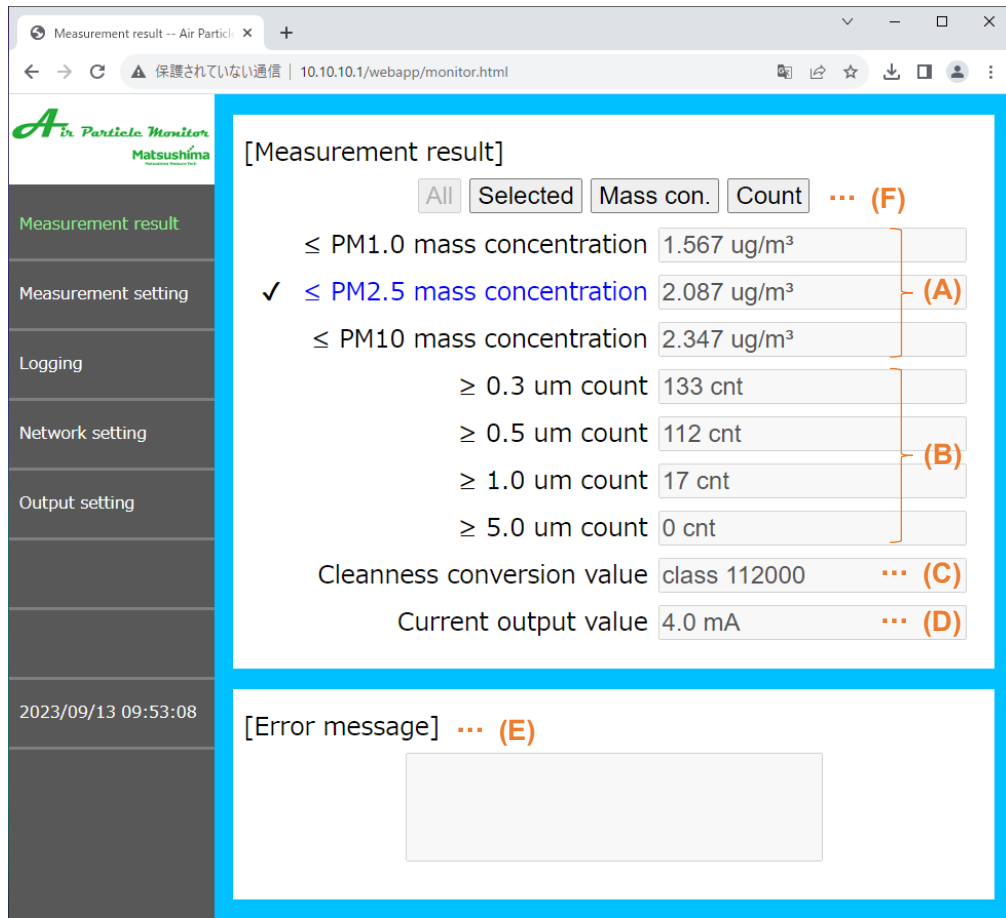 Measurement result -- Air Particl
保護されていない通信 | 10.10.10.1/webapp/monitor.html
Air Particle Monitor
Matsushima
Measurement result
Measurement setting
Logging
Network setting
Output setting
2023/09/13 09:53:08
[Measurement result]
All Selected Mass con. Count ··· (F)
≤ PM1.0 mass concentration 1.567 ug/m³
✓ ≤ PM2.5 mass concentration 2.087 ug/m³ (A)
≤ PM10 mass concentration 2.347 ug/m³
≥ 0.3 um count 133 cnt
≥ 0.5 um count 112 cnt
(B)
≥ 1.0 um count 17 cnt
≥ 5.0 um count 0 cnt
Cleanness conversion value class 112000 ··· (C)
Current output value 4.0 mA ··· (D)
[Error message] ··· (E)